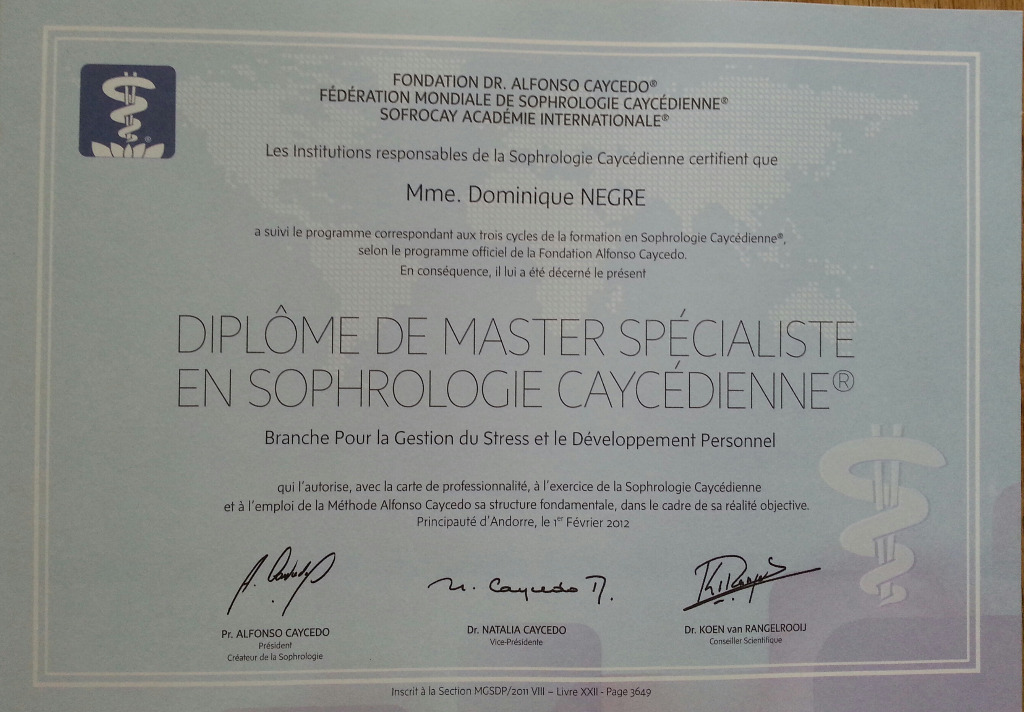 FONDATION DR. ALFONSO CAYCEDO®
FÉDÉRATION MONDIALE DE SOPHROLOGIE CAYCÉDIENNE®
SOFROCAY ACADÉMIE INTERNATIONALE®
Les Institutions responsables de la Sophrologie Caycédienne certifient que
Mme. Dominique NEGRE
a suivi le programme correspondant aux trois cycles de la formation en Sophrologie Caycédienne®,
selon le programme officiel de la Fondation Alfonso Caycedo.
En conséquence, il lui a été décerné le présent
DIPLÔME DE MASTER SPÉCIALISTE
EN SOPHROLOGIE CAYCÉDIENNE®
Branche Pour la Gestion du Stress et le Développement Personnel
qui l'autorise, avec la carte de professionnalité, à l'exercice de la Sophrologie Caycédienne
et à l'emploi de la Méthode Alfonso Caycedo sa structure fondamentale, dans le cadre de sa réalité objective.
Principauté d'Andorre, le 1er Février 2012
A. Caycedo
N. Caycedo D.
Pr. ALFONSO CAYCEDO
Président
Créateur de la Sophrologie
Dr. NATALIA CAYCEDO
Vice-Présidente
Dr. KOEN van RANGELROOIJ
Conseiller Scientifique
Inscrit à la Section MGSDP/2011 VIII – Livre XXII - Page 3649